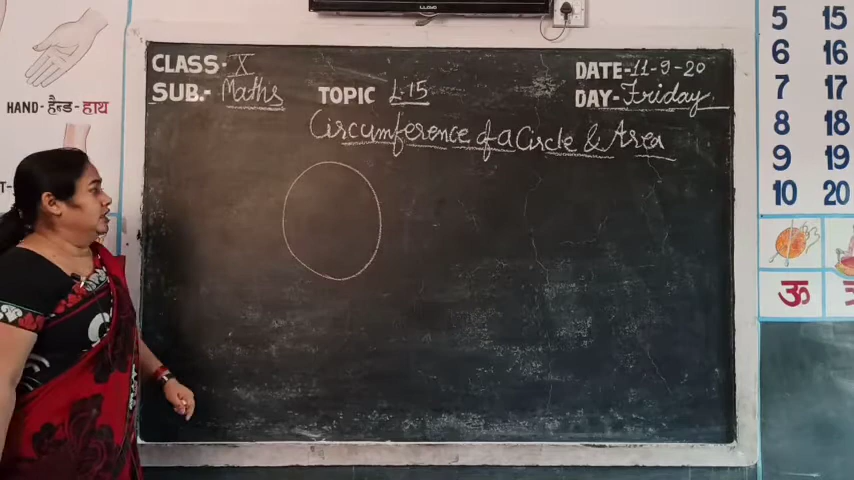 LLOYD
CLASS- X
SUB.- Maths
TOPIC L-15
DATE-11-9-20
DAY-Friday.
Circumference of a Circle & Area
HAND-हैन्ड-हाथ
5 15
6 16
7 17
8 18
9 19
10 20
ॐ